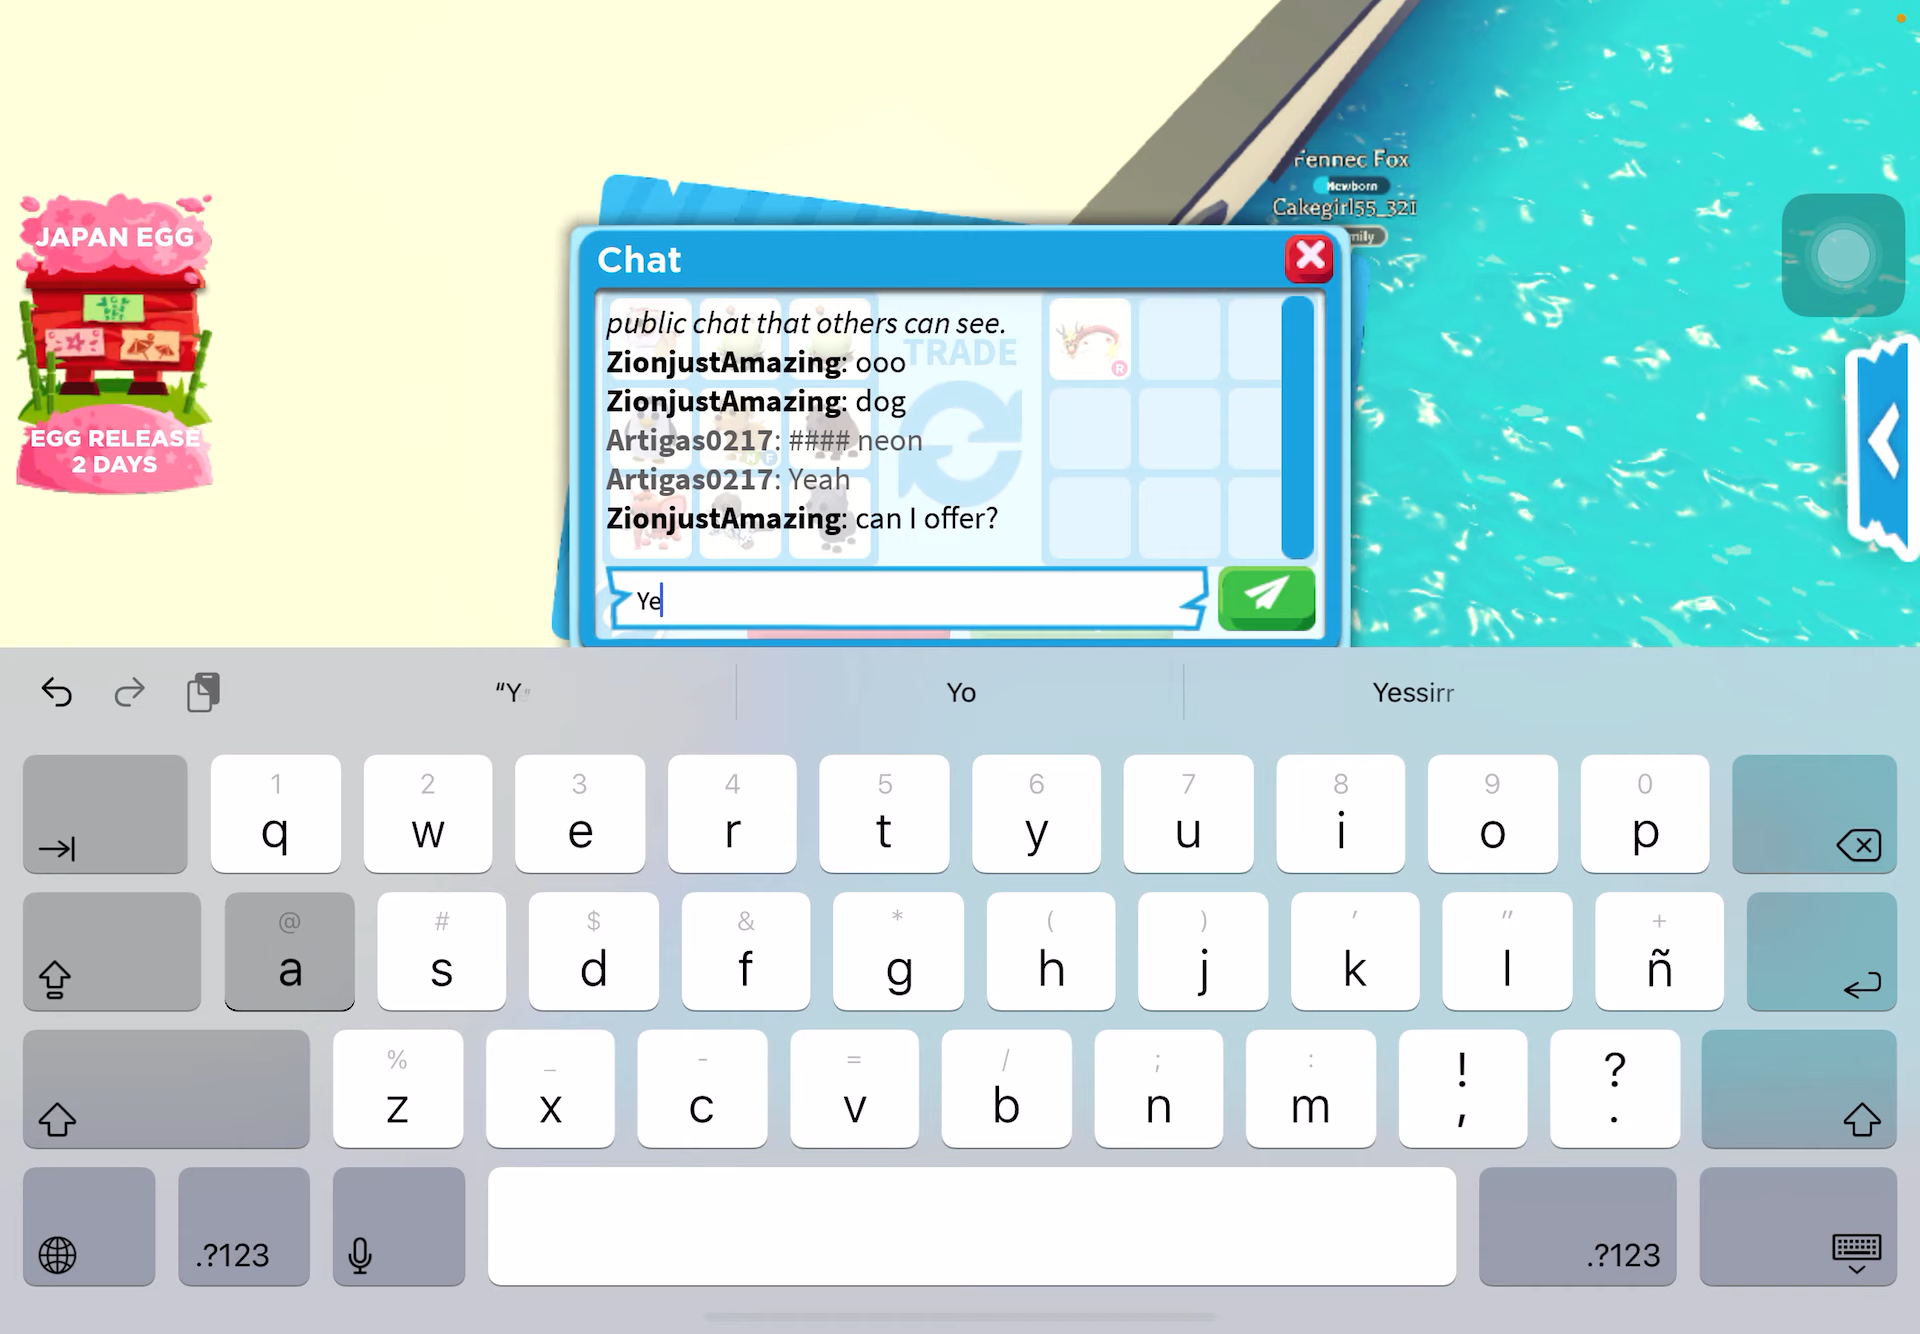 Fennec Fox
Newborn
Cakegirl55_321
JAPAN EGG
EGG RELEASE
2 DAYS
Chat
public chat that others can see.
TRADE
R
ZionjustAmazing: ooo
ZionjustAmazing: dog
Artigas0217: #### neon
Artigas0217: Yeah
ZionjustAmazing: can I offer?
Ye
“Y”
Yo
Yessirr
1 2 3 4 5 6 7 8 9 0
q w e r t y u i o p
@ # $ & * ( ) ' " +
a s d f g h j k l ñ
% _ - = / ; : ! ?
z x c v b n m , .
.?123 .?123